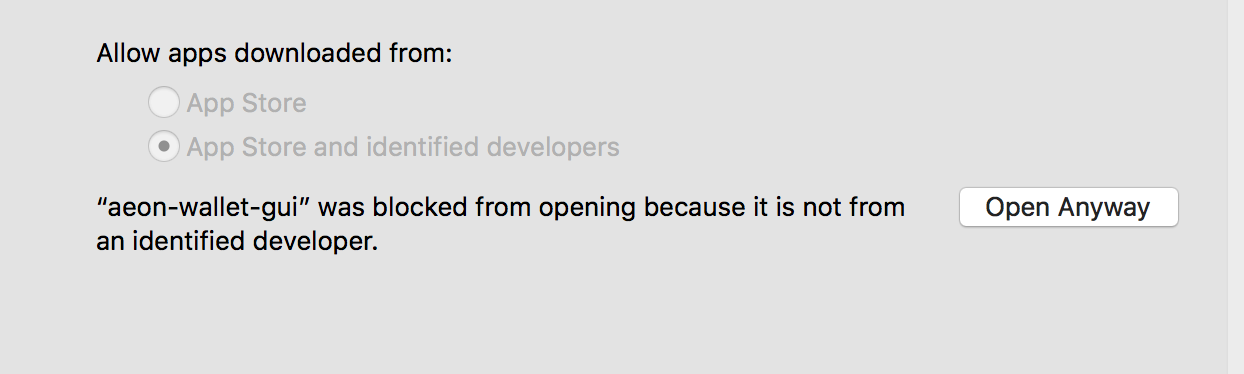 Allow apps downloaded from:
App Store
App Store and identified developers
“aeon-wallet-gui” was blocked from opening because it is not from
an identified developer.
Open Anyway